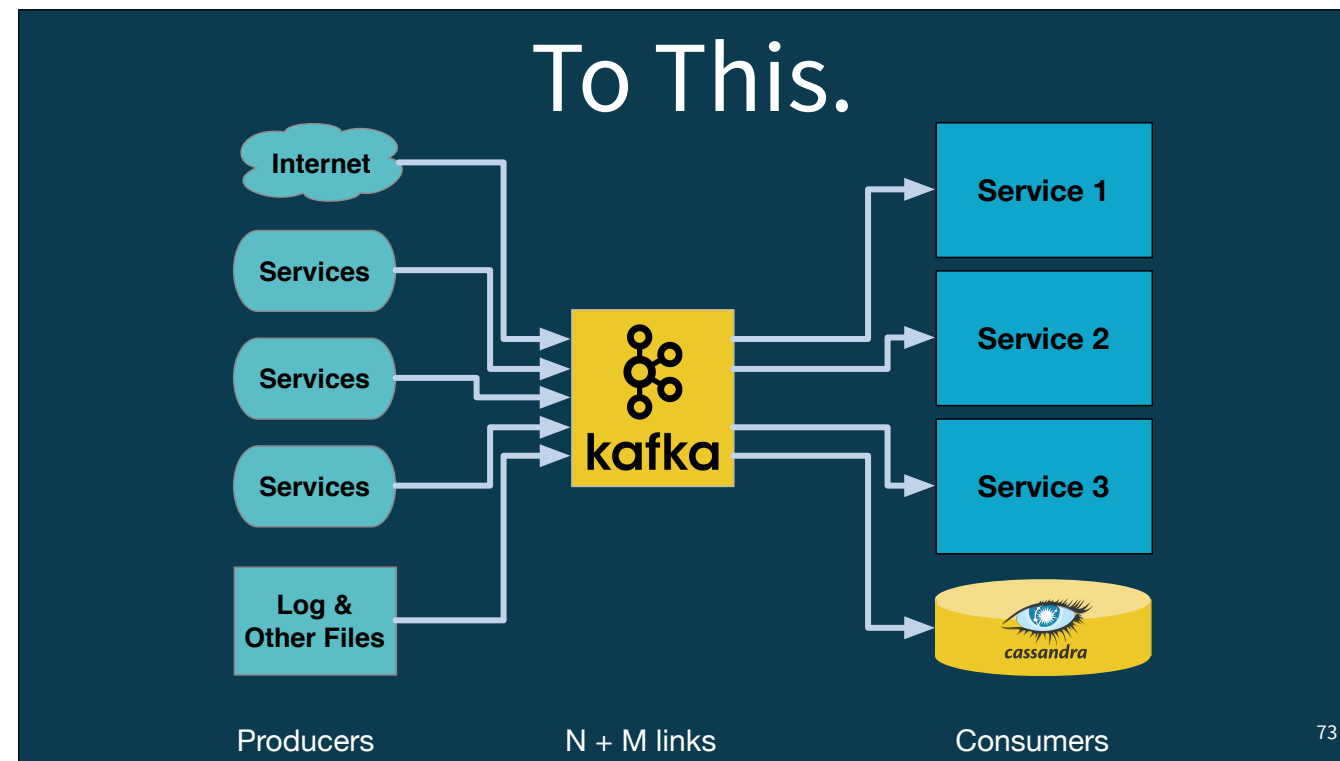 To This.
Internet
Services
Services
Services
Log &
Other Files
kafka
Service 1
Service 2
Service 3
cassandra
Producers
N + M links
Consumers
73